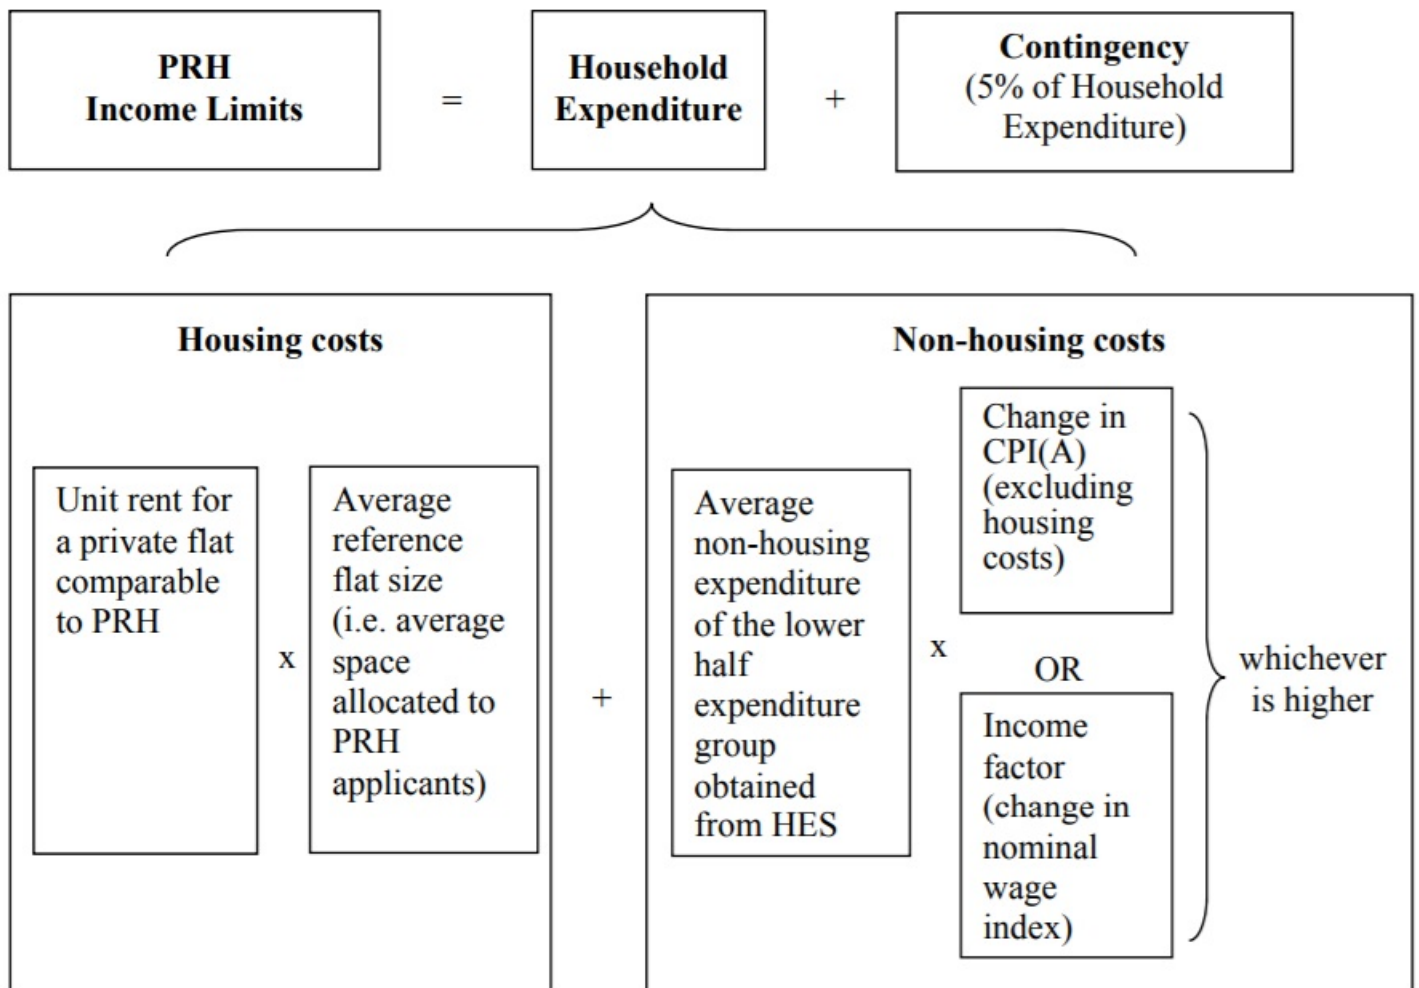 PRH
Income Limits
=
Household
Expenditure
+
Contingency
(5% of Household
Expenditure)
Housing costs
Unit rent for
a private flat
comparable
to PRH
x
Average
reference
flat size
(i.e. average
space
allocated to
PRH
applicants)
+
Non-housing costs
Average
non-housing
expenditure
of the lower
half
expenditure
group
obtained
from HES
x
Change in
CPI(A)
(excluding
housing
costs)
OR
Income
factor
(change in
nominal
wage
index)
whichever
is higher